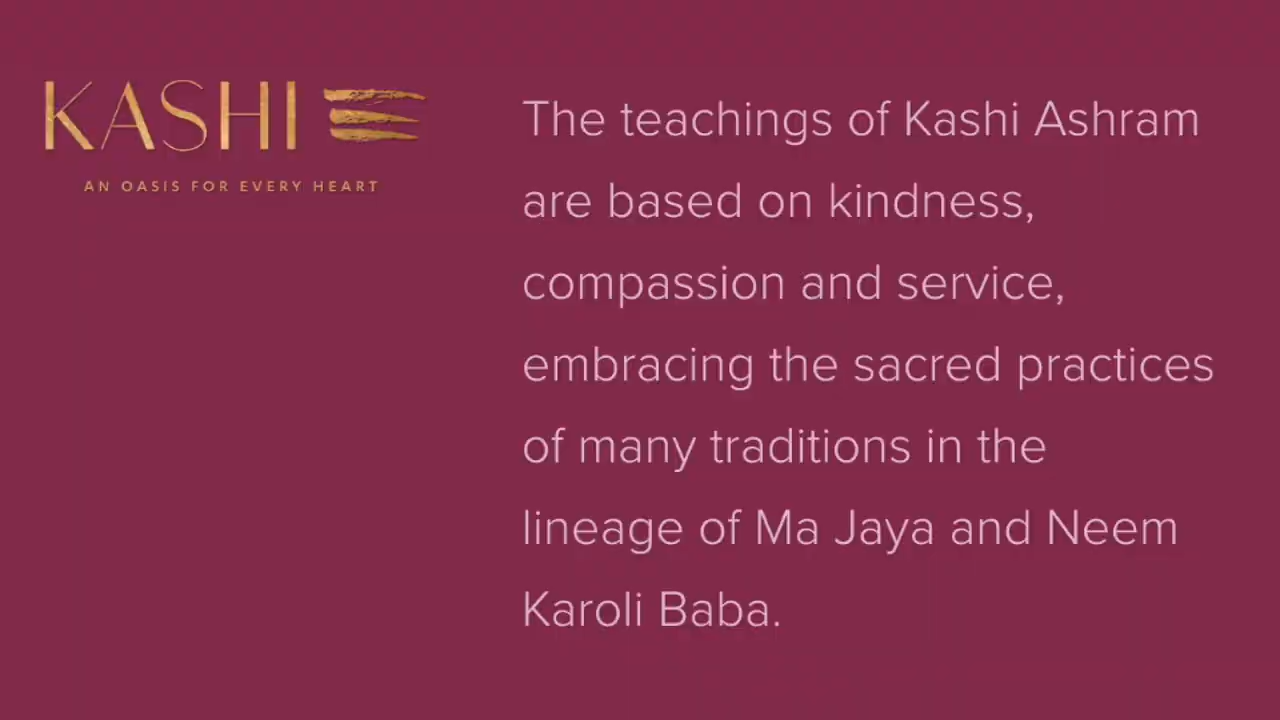 KASHI
AN OASIS FOR EVERY HEART
The teachings of Kashi Ashram
are based on kindness,
compassion and service,
embracing the sacred practices
of many traditions in the
lineage of Ma Jaya and Neem
Karoli Baba.